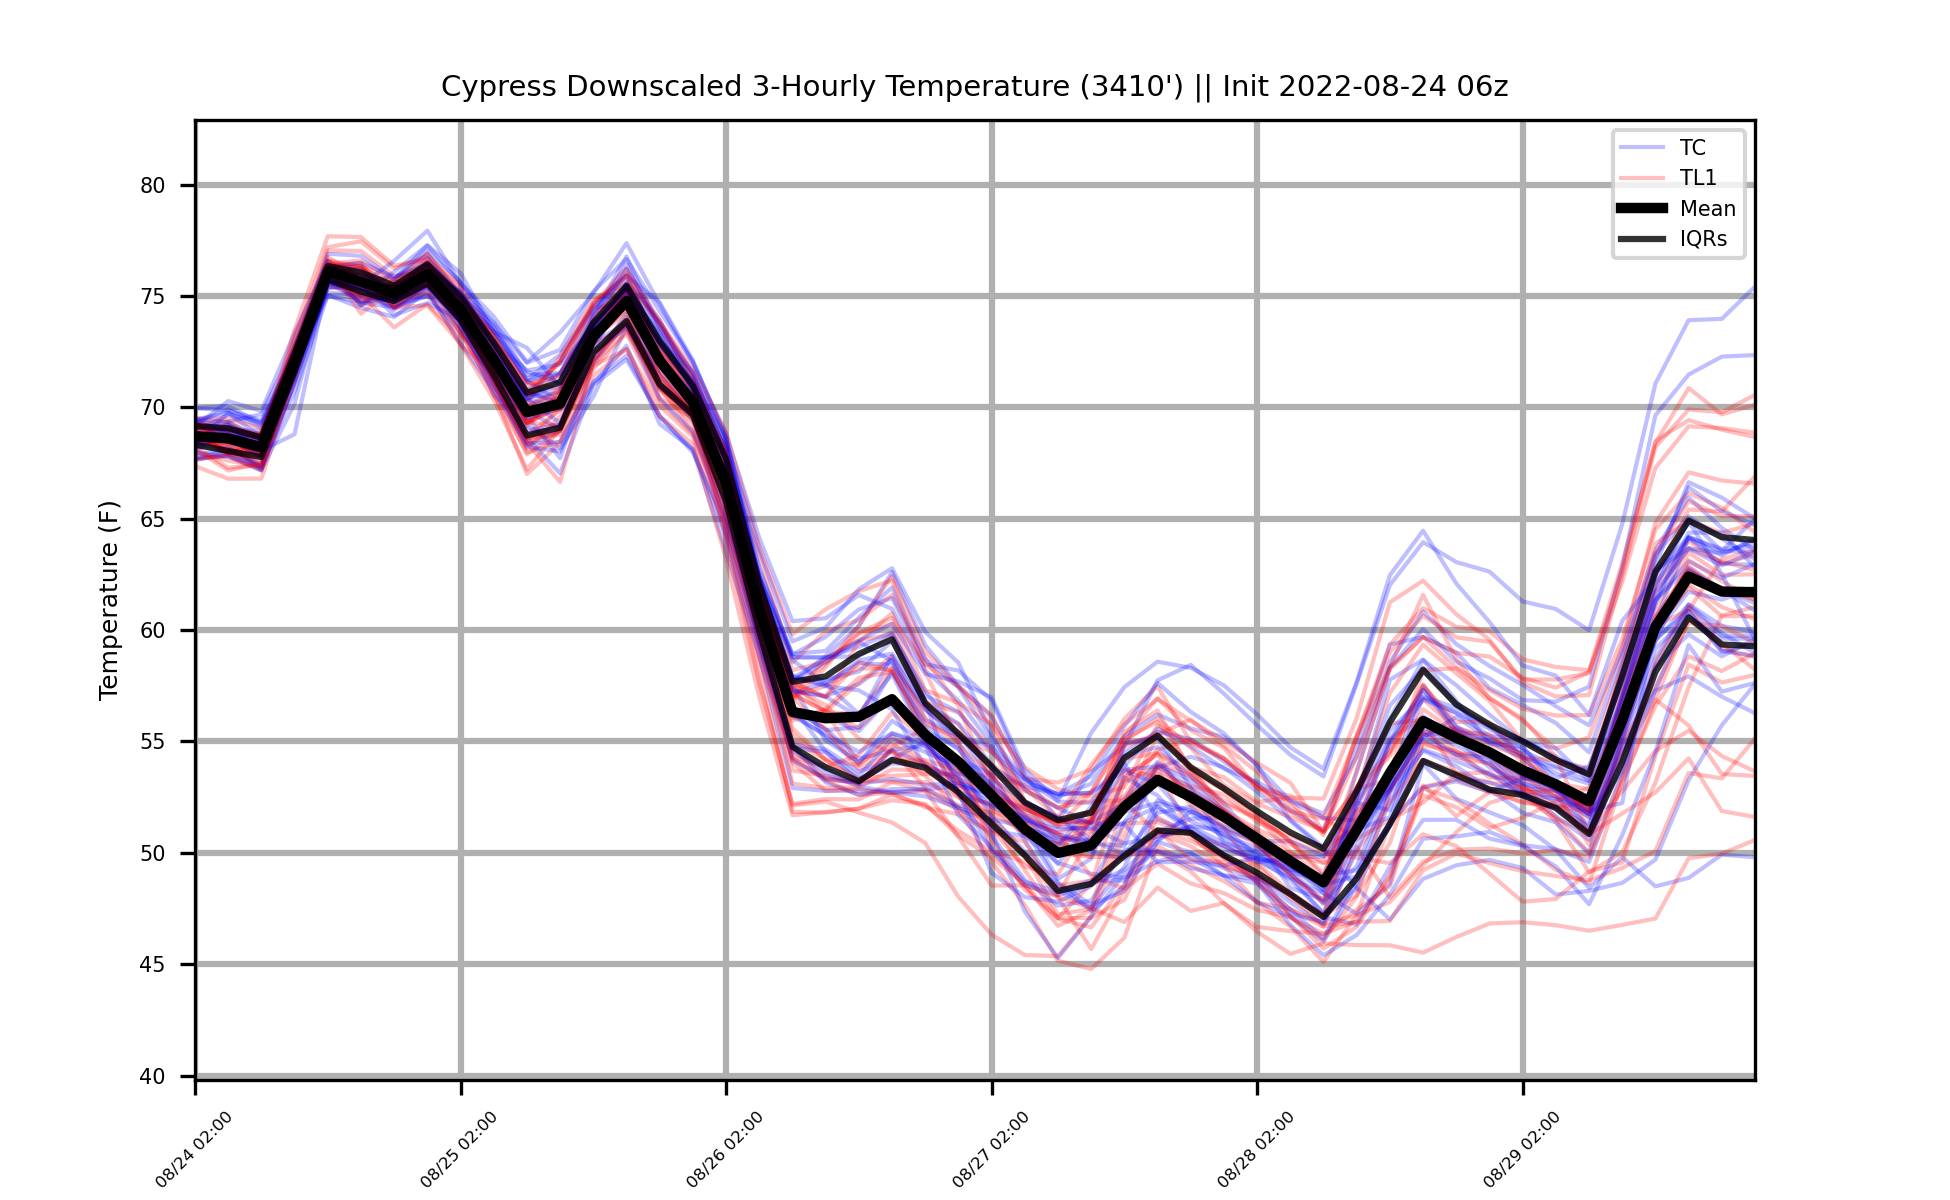 Cypress Downscaled 3-Hourly Temperature (3410') || Init 2022-08-24 06z
TC
TL1
Mean
IQRs
Temperature (F)
80
75
70
65
60
55
50
45
40
08/24 02:00
08/25 02:00
08/26 02:00
08/27 02:00
08/28 02:00
08/29 02:00